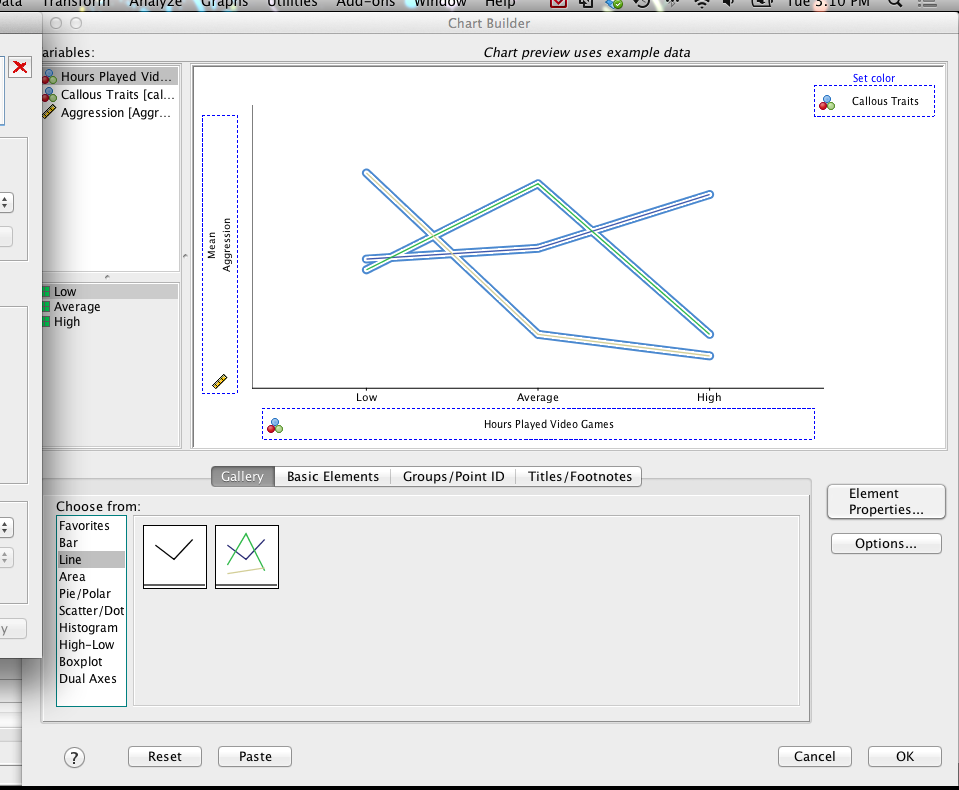 Data Transform Analyze Graphs Utilities Add-ons Window Help Tue 3:10 PM
Chart Builder
ariables:
Chart preview uses example data
Hours Played Vid...
Callous Traits [cal...
Aggression [Aggr...
Set color
Callous Traits
Mean
Aggression
Low
Average
High
Low Average High
Hours Played Video Games
Gallery Basic Elements Groups/Point ID Titles/Footnotes
Choose from:
Favorites
Bar
Line
Area
Pie/Polar
Scatter/Dot
Histogram
High-Low
Boxplot
Dual Axes
Element
Properties...
Options...
y
? Reset Paste Cancel OK